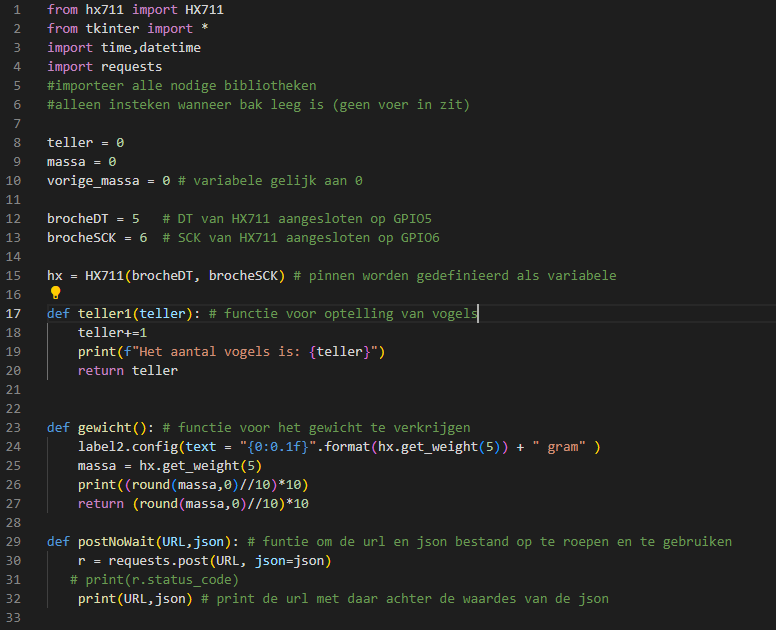 1 from hx711 import HX711
2 from tkinter import *
3 import time,datetime
4 import requests
5 #importeer alle nodige bibliotheken
6 #alleen insteken wanneer bak leeg is (geen voer in zit)
7
8 teller = 0
9 massa = 0
10 vorige_massa = 0 # variabele gelijk aan 0
11
12 brocheDT = 5   # DT van HX711 aangesloten op GPIO5
13 brocheSCK = 6  # SCK van HX711 aangesloten op GPIO6
14
15 hx = HX711(brocheDT, brocheSCK) # pinnen worden gedefinieerd als variabele
16
17 def teller1(teller): # functie voor optelling van vogels
18     teller+=1
19     print(f"Het aantal vogels is: {teller}")
20     return teller
21
22
23 def gewicht(): # functie voor het gewicht te verkrijgen
24     label2.config(text = "{0:0.1f}".format(hx.get_weight(5)) + " gram" )
25     massa = hx.get_weight(5)
26     print((round(massa,0)//10)*10)
27     return (round(massa,0)//10)*10
28
29 def postNoWait(URL,json): # funtie om de url en json bestand op te roepen en te gebruiken
30     r = requests.post(URL, json=json)
31    # print(r.status_code)
32     print(URL,json) # print de url met daar achter de waardes van de json
33